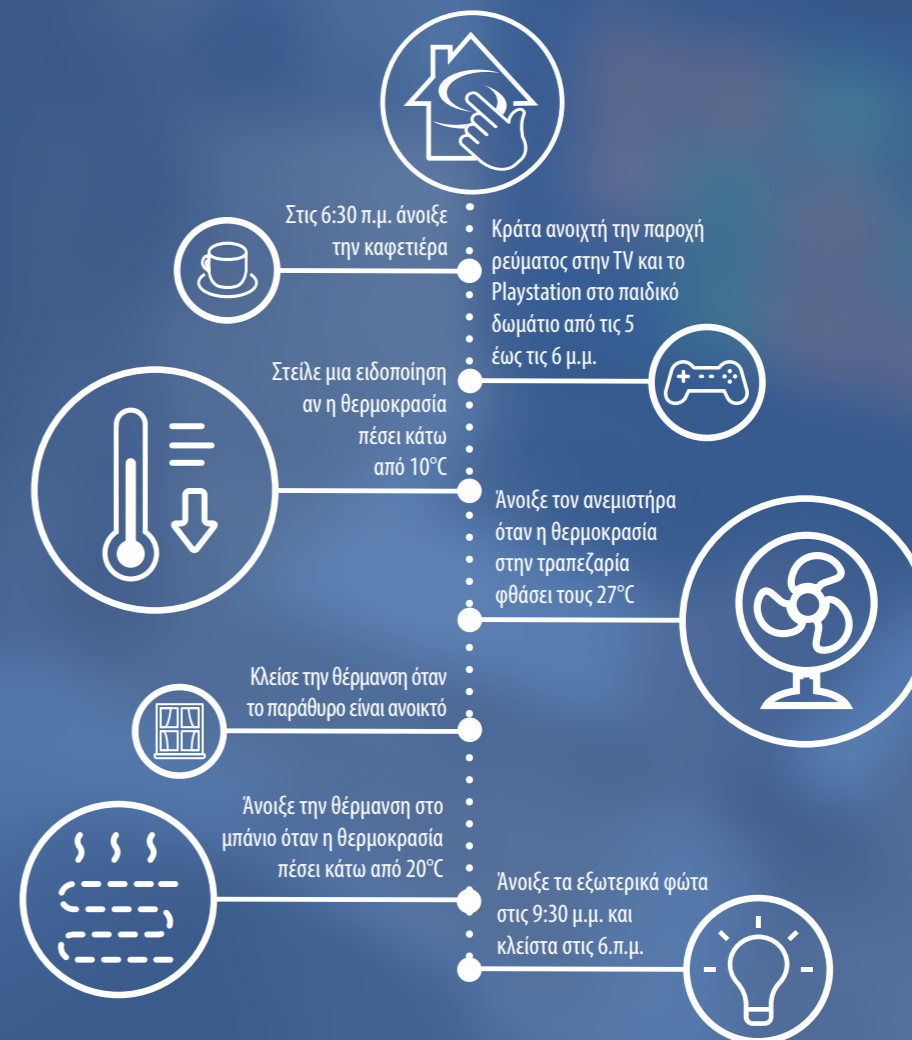 Στις 6:30 π.μ. άνοιξε
την καφετιέρα
Κράτα ανοιχτή την παροχή
ρεύματος στην TV και το
Playstation στο παιδικό
δωμάτιο από τις 5
έως τις 6 μ.μ.
Στείλε μια ειδοποίηση
αν η θερμοκρασία
πέσει κάτω
από 10°C
Άνοιξε τον ανεμιστήρα
όταν η θερμοκρασία
στην τραπεζαρία
φθάσει τους 27°C
Κλείσε την θέρμανση όταν
το παράθυρο είναι ανοικτό
Άνοιξε την θέρμανση στο
μπάνιο όταν η θερμοκρασία
πέσει κάτω από 20°C
Άνοιξε τα εξωτερικά φώτα
στις 9:30 μ.μ. και
κλείστα στις 6.π.μ.